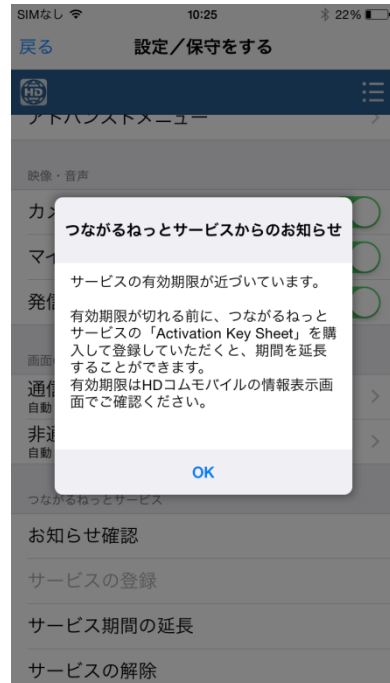 SIMなし 10:25 22%
戻る 設定／保守をする
HD
アドバンストメニュー
映像・音声
カメ
つながるねっとサービスからのお知らせ
マイ
サービスの有効期限が近づいています。
発信
有効期限が切れる前に、つながるねっと
サービスの「Activation Key Sheet」を購
入して登録していただくと、期間を延長
することができます。
有効期限はHDコムモバイルの情報表示画
面でご確認ください。
画面
通信
自動
非通
自動
OK
つながるねっとサービス
お知らせ確認
サービスの登録
サービス期間の延長
サービスの解除